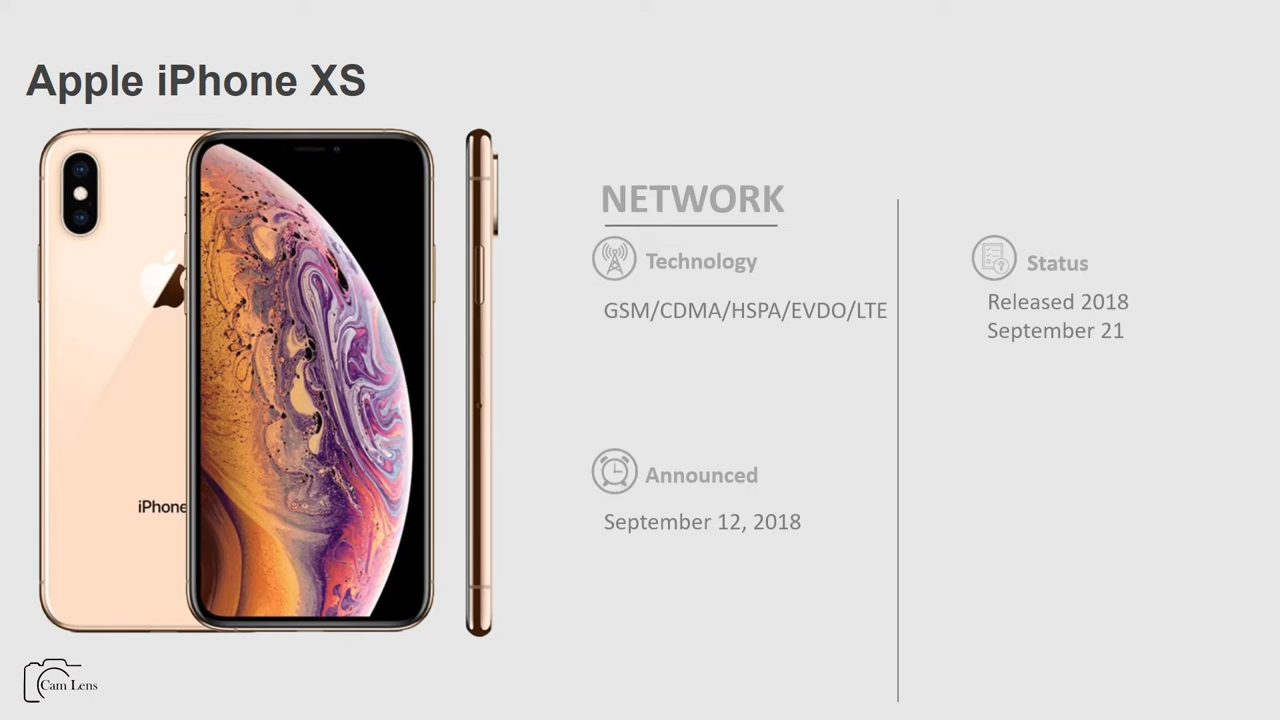 Apple iPhone XS
iPhone
NETWORK
Technology
GSM/CDMA/HSPA/EVDO/LTE
Announced
September 12, 2018
Status
Released 2018
September 21
Cam Lens